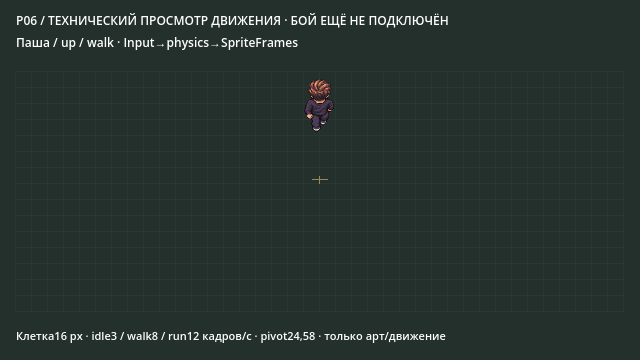 P06 / ТЕХНИЧЕСКИЙ ПРОСМОТР ДВИЖЕНИЯ · БОЙ ЕЩЁ НЕ ПОДКЛЮЧЁН
Паша / up / walk · Input→physics→SpriteFrames
Клетка16 px · idle3 / walk8 / run12 кадров/с · pivot24,58 · только арт/движение